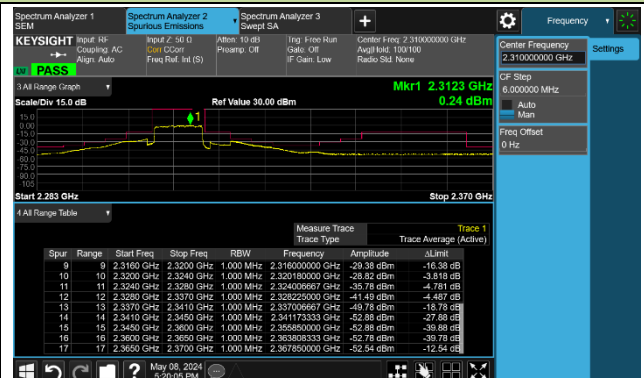 Spectrum Analyzer 1
SEM
Spectrum Analyzer 2
Spurious Emissions
Spectrum Analyzer 3
Swept SA
Frequency
KEYSIGHT
Input: RF
Coupling: AC
Align: Auto
Input Z: 50 Ω
Corr CCorr
Freq Ref: Int (S)
Atten: 10 dB
Preamp: Off
Trig: Free Run
Gate: Off
IF Gain: Low
Center Freq: 2.310000000 GHz
Avg|Hold: 100/100
Radio Std: None
PASS
Center Frequency
2.310000000 GHz
Settings
CF Step
6.000000 MHz
Auto
Man
Freq Offset
0 Hz
3 All Range Graph
Mkr1 2.3123 GHz
Scale/Div 15.0 dB
Ref Value 30.00 dBm
0.24 dBm
1
15.0
0.00
-15.0
-30.0
-45.0
-60.0
-75.0
-90.0
-105
Start 2.283 GHz
Stop 2.370 GHz
4 All Range Table
Measure Trace Trace 1
Trace Type Trace Average (Active)
Spur Range Start Freq Stop Freq RBW Frequency Amplitude ΔLimit
9 9 2.3160 GHz 2.3200 GHz 1.000 MHz 2.316000000 GHz -29.38 dBm -16.38 dB
10 10 2.3200 GHz 2.3240 GHz 1.000 MHz 2.320180000 GHz -28.82 dBm -3.818 dB
11 11 2.3240 GHz 2.3280 GHz 1.000 MHz 2.324006667 GHz -35.78 dBm -4.781 dB
12 12 2.3280 GHz 2.3370 GHz 1.000 MHz 2.328225000 GHz -41.49 dBm -4.487 dB
13 13 2.3370 GHz 2.3410 GHz 1.000 MHz 2.337006667 GHz -49.78 dBm -18.78 dB
14 14 2.3410 GHz 2.3450 GHz 1.000 MHz 2.341173333 GHz -52.88 dBm -27.88 dB
15 15 2.3450 GHz 2.3600 GHz 1.000 MHz 2.355850000 GHz -52.88 dBm -39.88 dB
16 16 2.3600 GHz 2.3650 GHz 1.000 MHz 2.363808333 GHz -52.78 dBm -39.78 dB
17 17 2.3650 GHz 2.3700 GHz 1.000 MHz 2.367850000 GHz -52.54 dBm -12.54 dB
May 08, 2024
5:20:05 PM